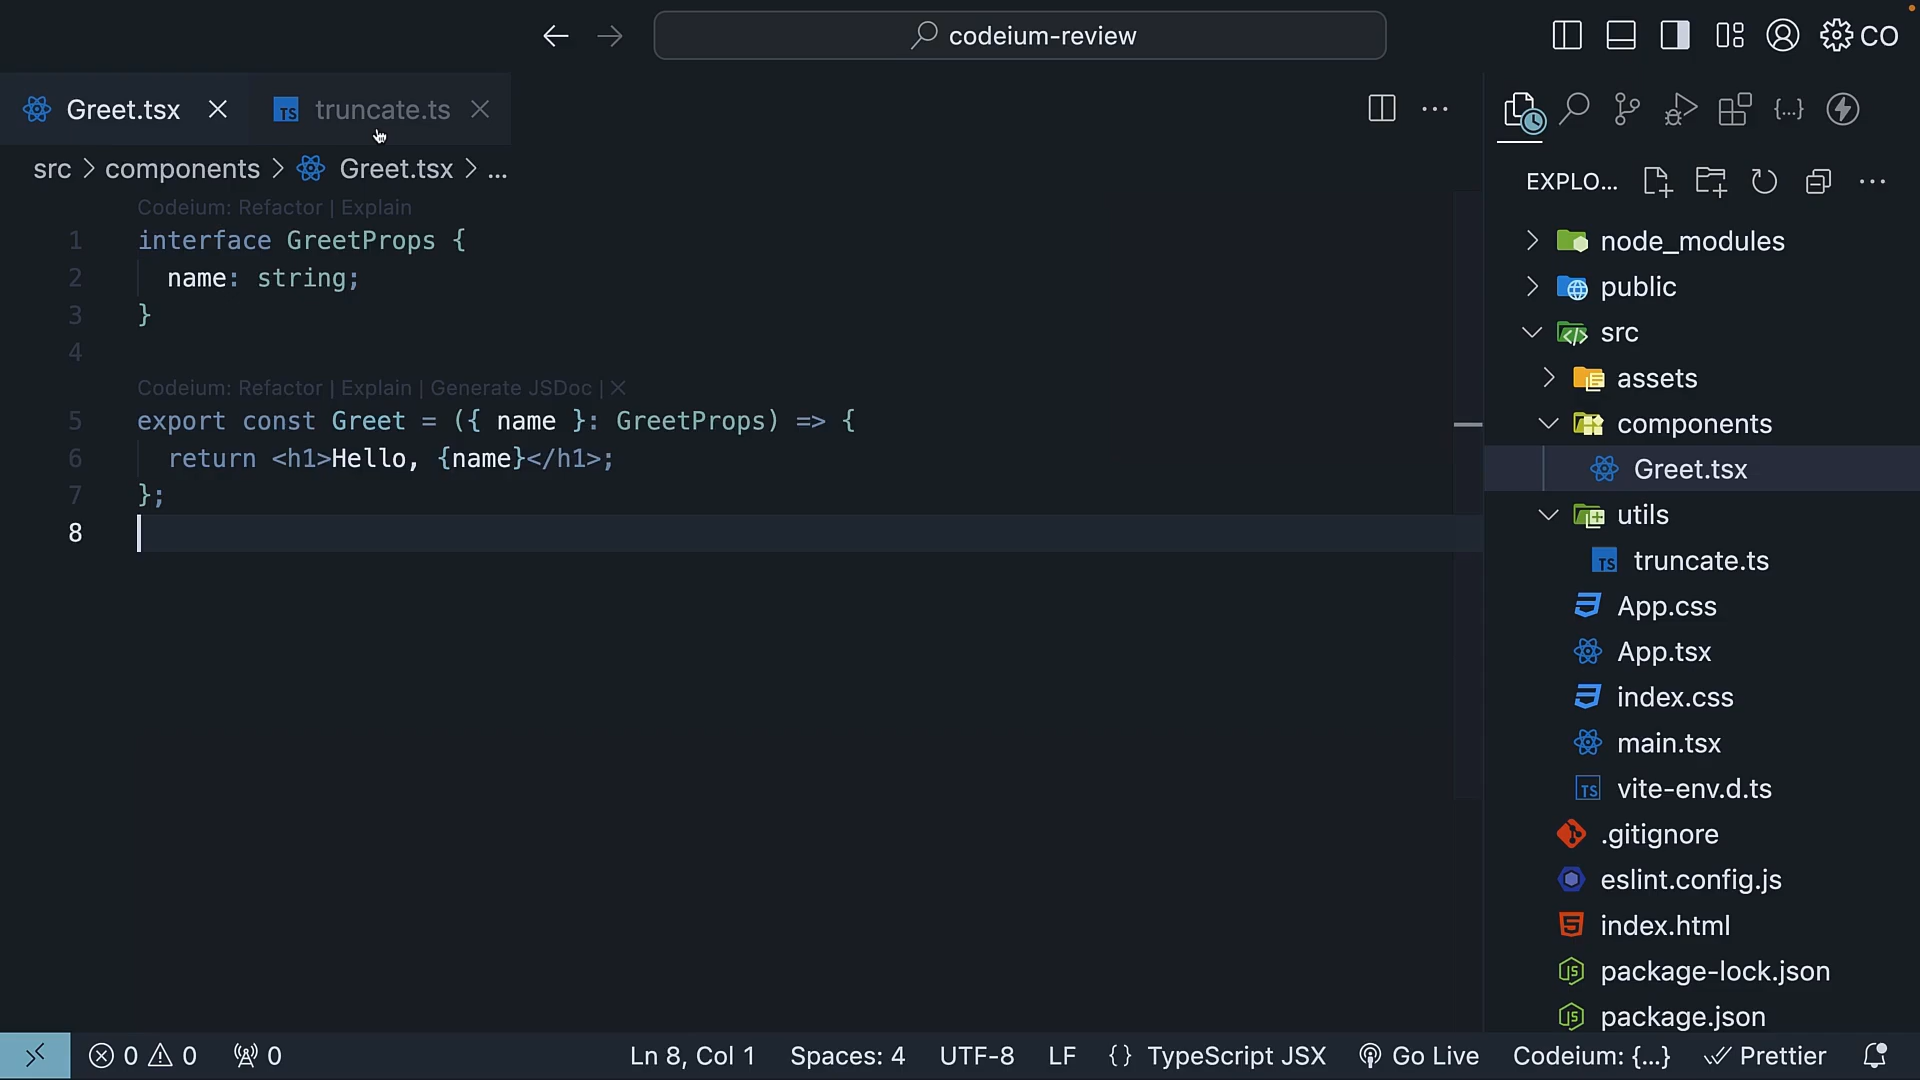 codeium-review
CO
Greet.tsx
truncate.ts
src > components > Greet.tsx > ...
Codeium: Refactor | Explain
1 interface GreetProps {
2 name: string;
3 }
4
Codeium: Refactor | Explain | Generate JSDoc | ×
5 export const Greet = ({ name }: GreetProps) => {
6 return <h1>Hello, {name}</h1>;
7 };
8
EXPLO...
node_modules
public
src
assets
components
Greet.tsx
utils
TS truncate.ts
App.css
App.tsx
index.css
main.tsx
TS vite-env.d.ts
.gitignore
eslint.config.js
index.html
package-lock.json
package.json
0 0 0 Ln 8, Col 1 Spaces: 4 UTF-8 LF {} TypeScript JSX Go Live Codeium: {...} Prettier